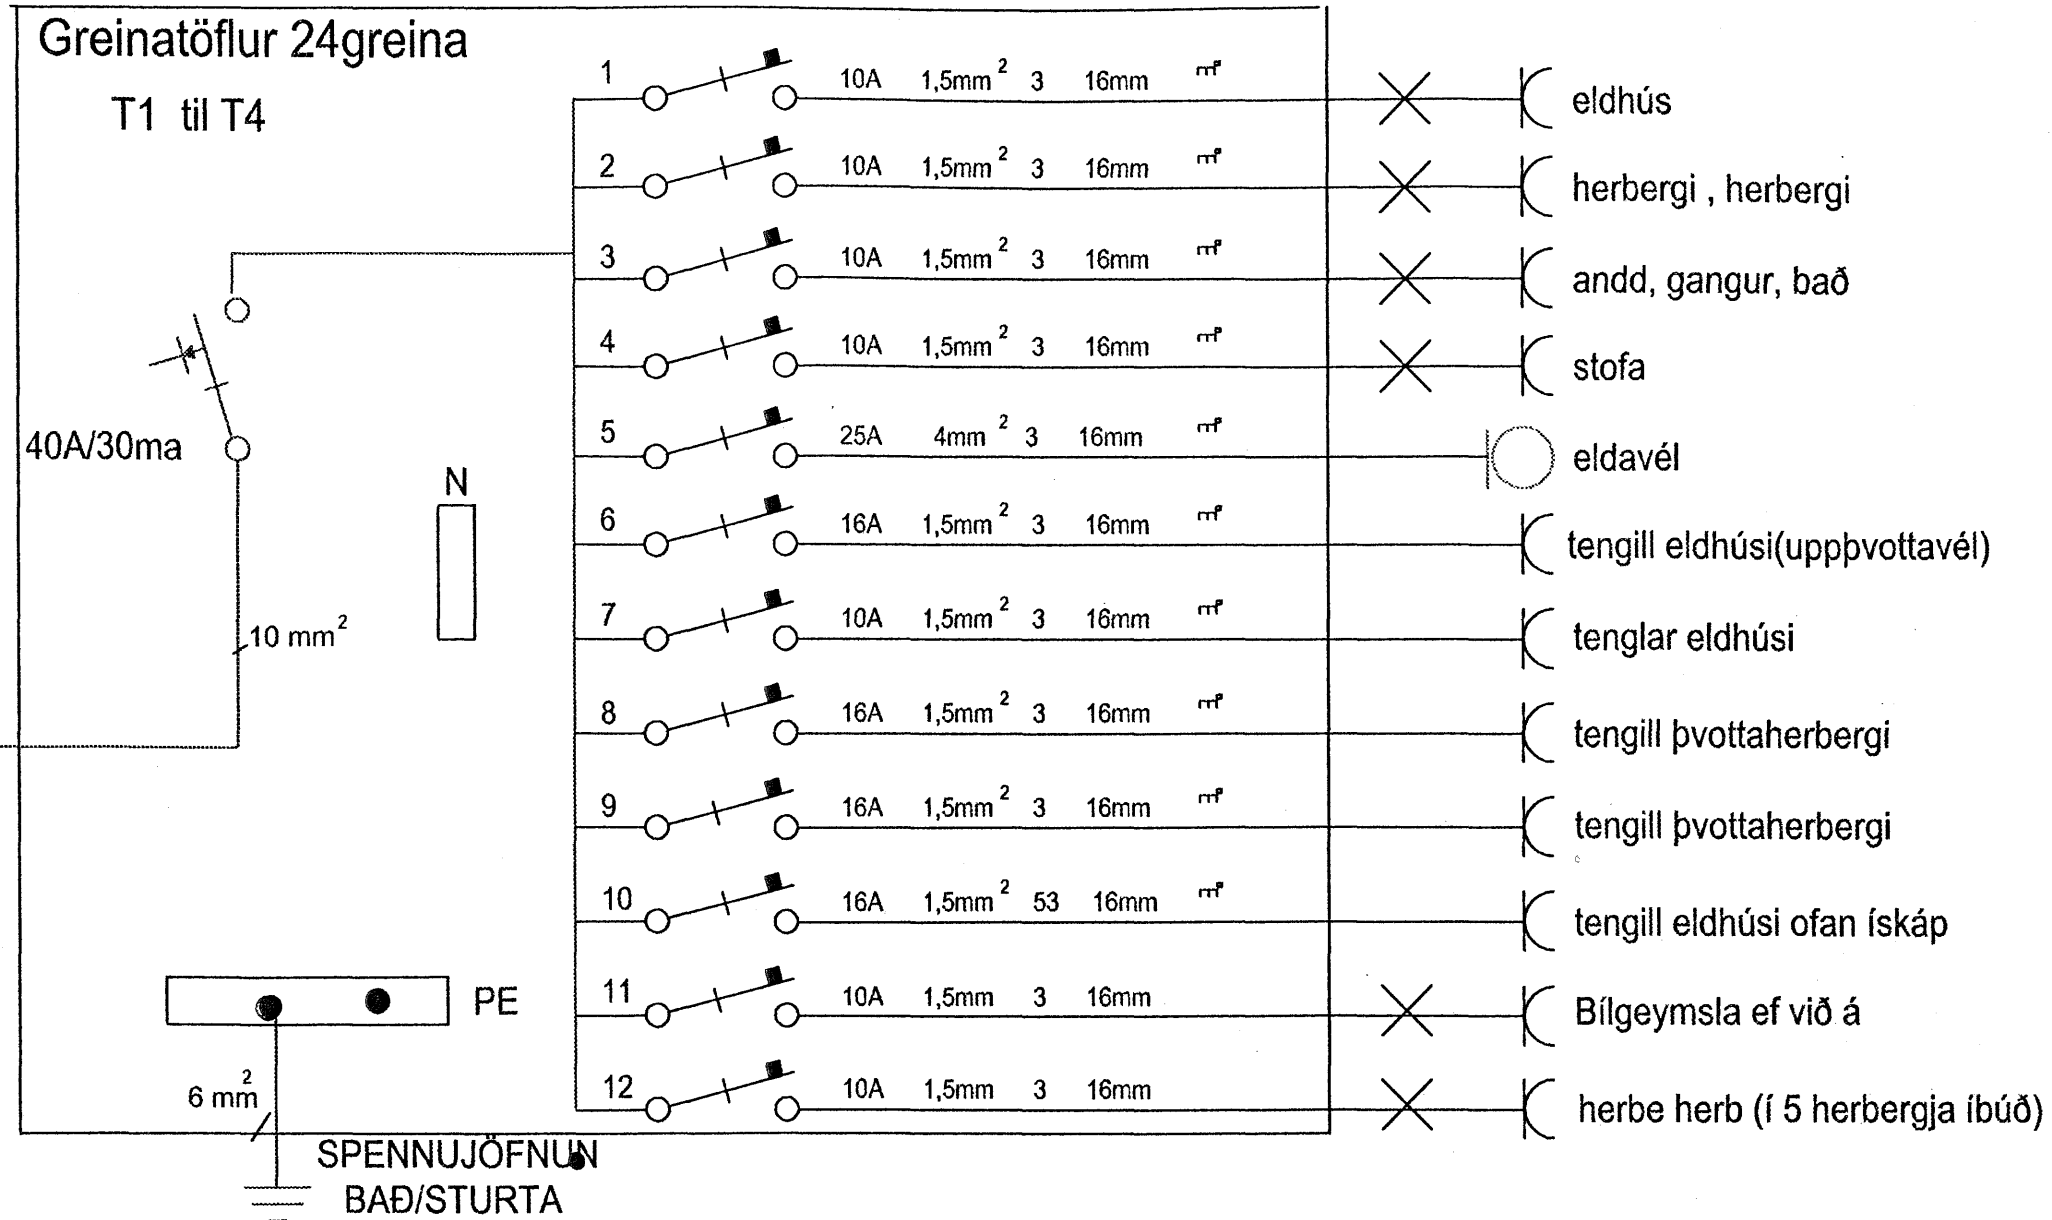 Greinatöflur 24greina
T1 til T4
1 10A 1,5mm² 3 16mm eldhús
2 10A 1,5mm² 3 16mm herbergi , herbergi
3 10A 1,5mm² 3 16mm andd, gangur, bað
4 10A 1,5mm² 3 16mm stofa
5 25A 4mm² 3 16mm eldavél
6 16A 1,5mm² 3 16mm tengill eldhúsi(uppþvottavél)
7 10A 1,5mm² 3 16mm tenglar eldhúsi
8 16A 1,5mm² 3 16mm tengill þvottaherbergi
9 16A 1,5mm² 3 16mm tengill þvottaherbergi
10 16A 1,5mm² 53 16mm tengill eldhúsi ofan ískáp
11 10A 1,5mm 3 16mm Bílgeymsla ef við á
12 10A 1,5mm 3 16mm herbe herb (í 5 herbergja íbúð)
40A/30ma
N
10 mm²
PE
6 mm²
SPENNUJÖFNUN
BAÐ/STURTA